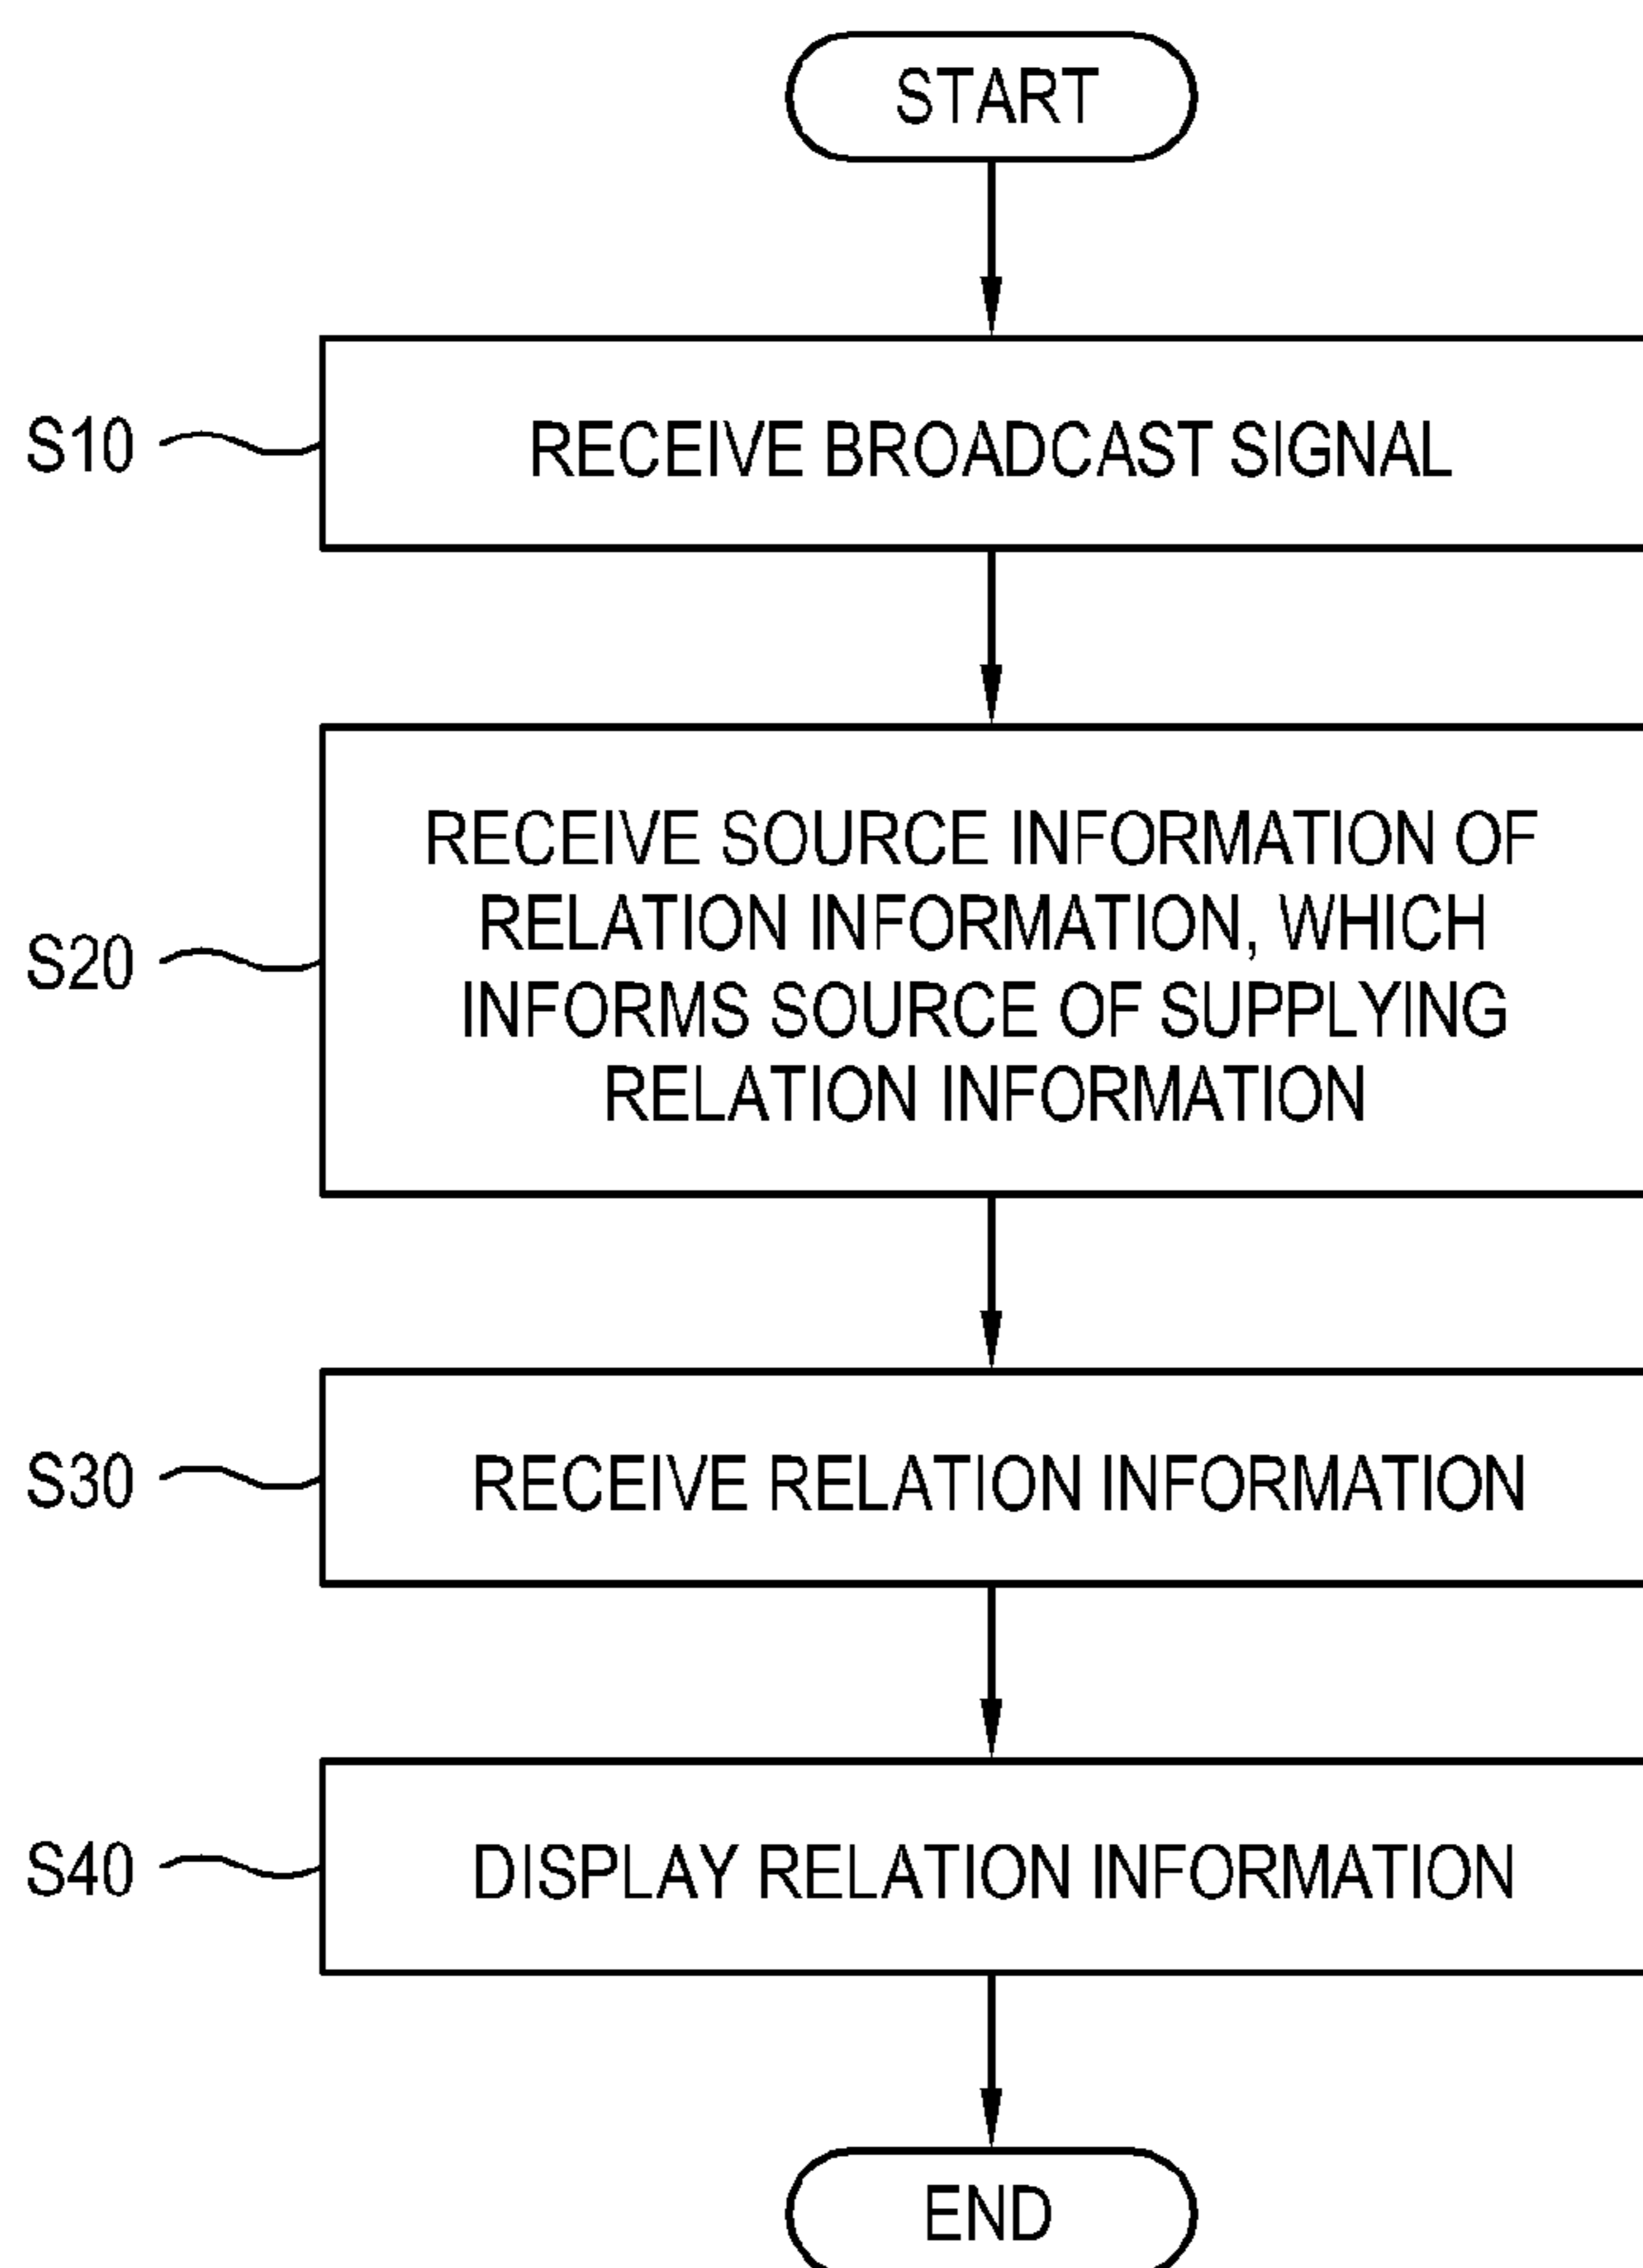 START
S10
RECEIVE BROADCAST SIGNAL
S20
RECEIVE SOURCE INFORMATION OF
RELATION INFORMATION, WHICH
INFORMS SOURCE OF SUPPLYING
RELATION INFORMATION
S30
RECEIVE RELATION INFORMATION
S40
DISPLAY RELATION INFORMATION
END